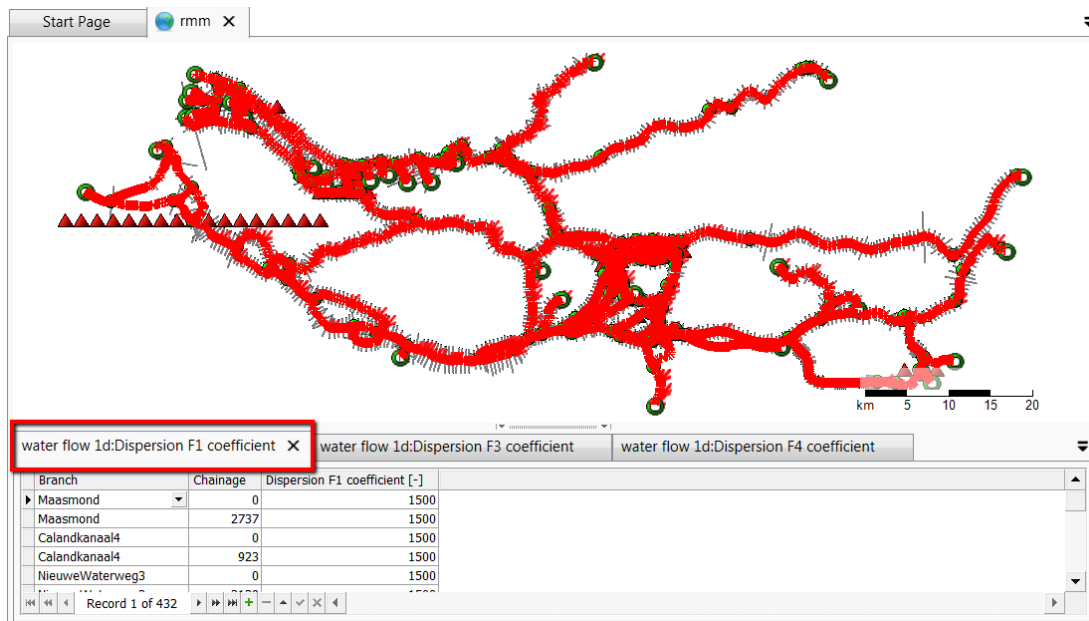 Start Page rmm
km 5 10 15 20
water flow 1d:Dispersion F1 coefficient water flow 1d:Dispersion F3 coefficient water flow 1d:Dispersion F4 coefficient
Branch Chainage Dispersion F1 coefficient [-]
Maasmond 0 1500
Maasmond 2737 1500
Calandkanaal4 0 1500
Calandkanaal4 923 1500
NieuweWaterweg3 0 1500
Record 1 of 432